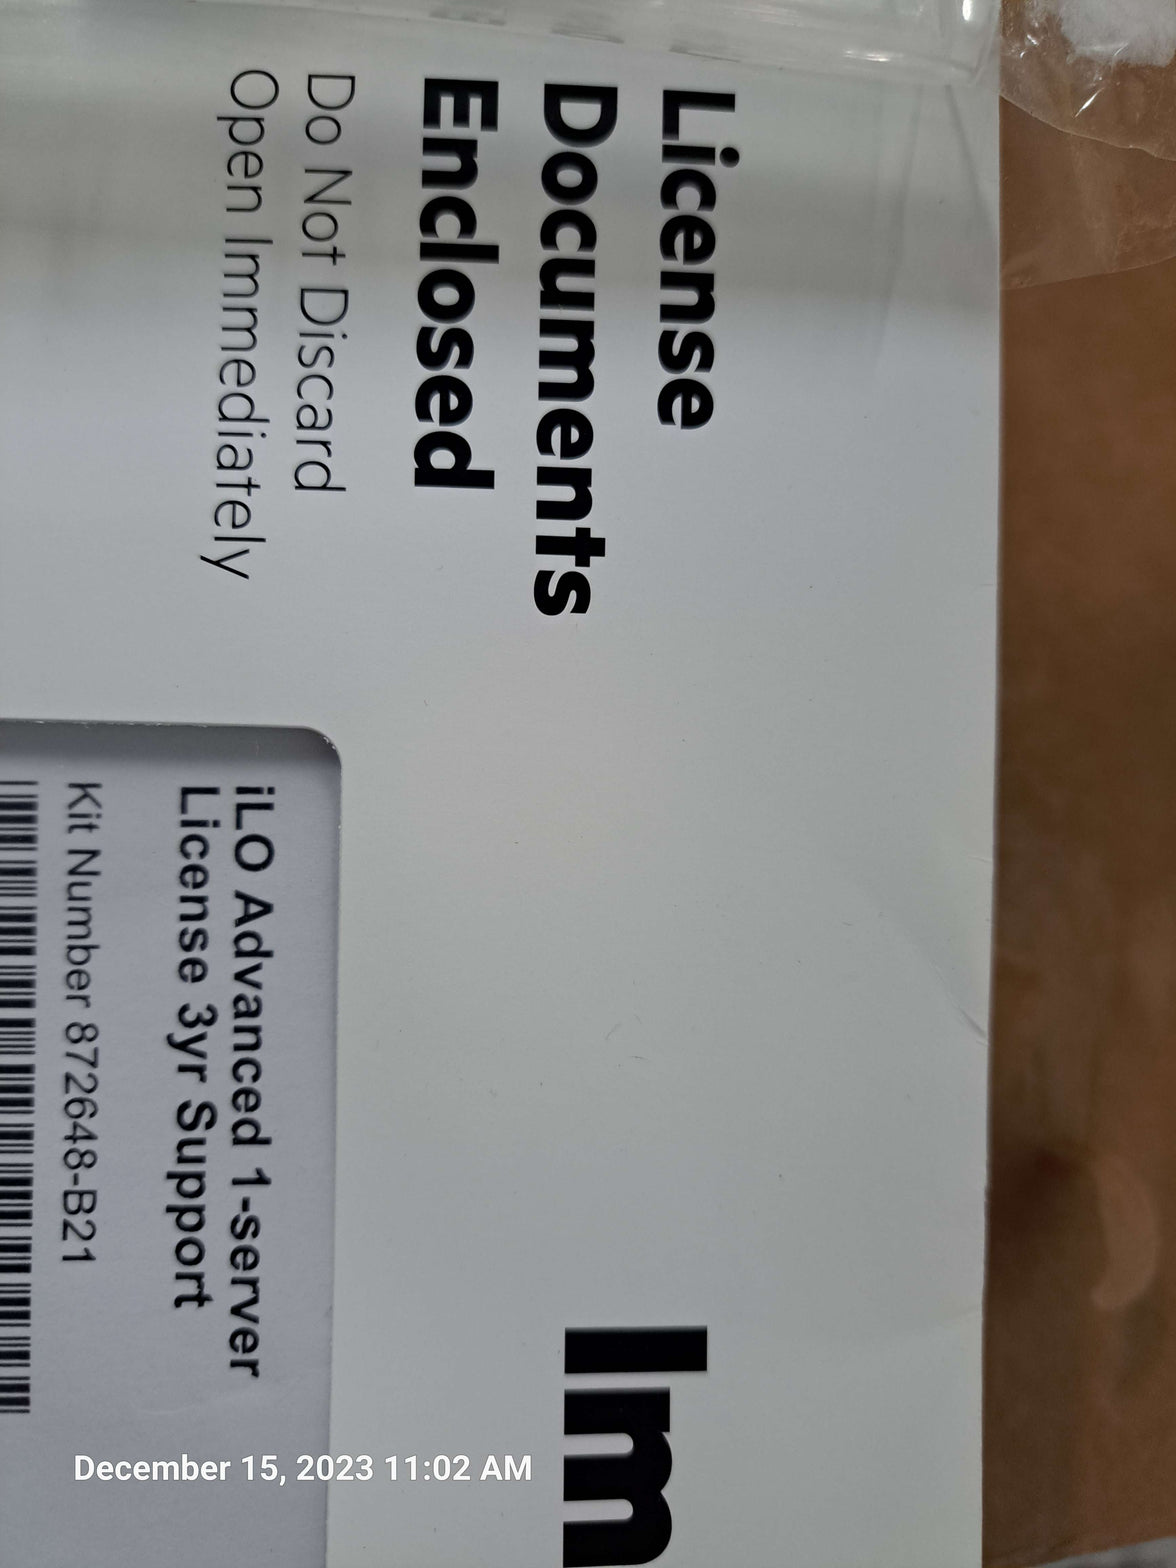 License
Documents
Enclosed
Do Not Discard
Open Immediately
Im
iLO Advanced 1-server
License 3yr Support
Kit Number 872648-B21
December 15, 2023 11:02 AM